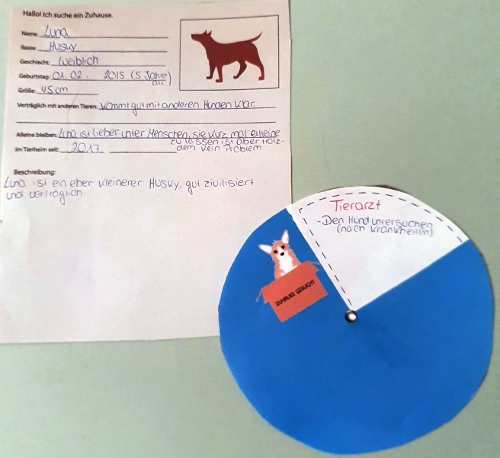 Hallo! Ich suche ein Zuhause.
Name: Luna
Rasse: Husky
Geschlecht: Weiblich
Geburtstag: 01.02. 2015 (5 Jahre alt)
Größe: 45cm
Verträglich mit anderen Tieren: Kommt gut mit anderen Hunden klar.
Alleine bleiben: Luna ist lieber unter Menschen, sie kurz mal alleine
zu lassen ist aber trotz-
dem kein Problem
Im Tierheim seit: 2017
Beschreibung:
Luna ist ein eher kleinerer Husky, gut zivilisiert
und verträglich
Tierarzt
-Den Hund untersuchen
(nach Krankheiten)
ZUHAUSE GESUCHT